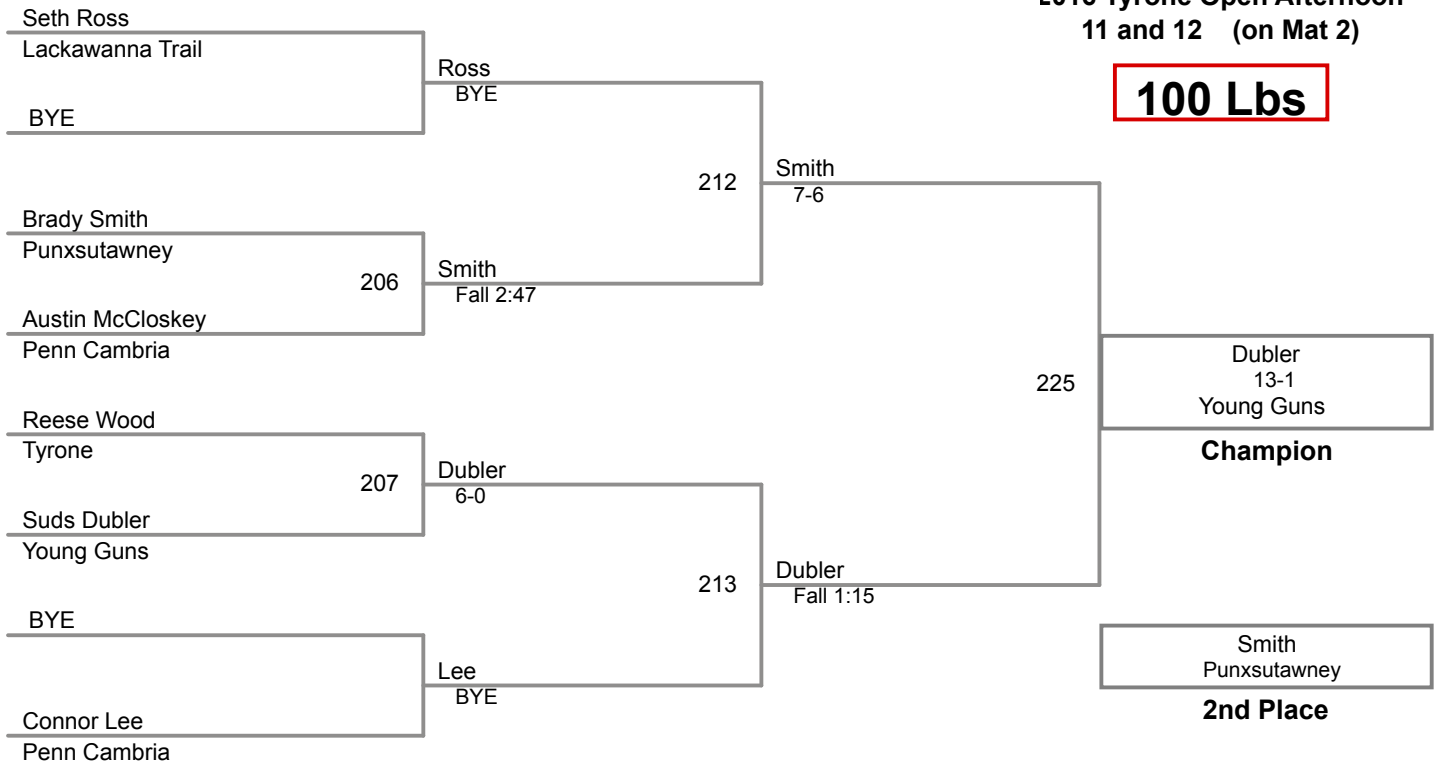 Tyrone Open Afternoon
11 and 12 (on Mat 2)
100 Lbs
Seth Ross
Lackawanna Trail
BYE
Ross
BYE
Brady Smith
Punxsutawney
206
Austin McCloskey
Penn Cambria
Smith
Fall 2:47
212
Smith
7-6
Reese Wood
Tyrone
207
Suds Dubler
Young Guns
Dubler
6-0
BYE
Connor Lee
Penn Cambria
Lee
BYE
213
Dubler
Fall 1:15
225
Dubler
13-1
Young Guns
Champion
Smith
Punxsutawney
2nd Place